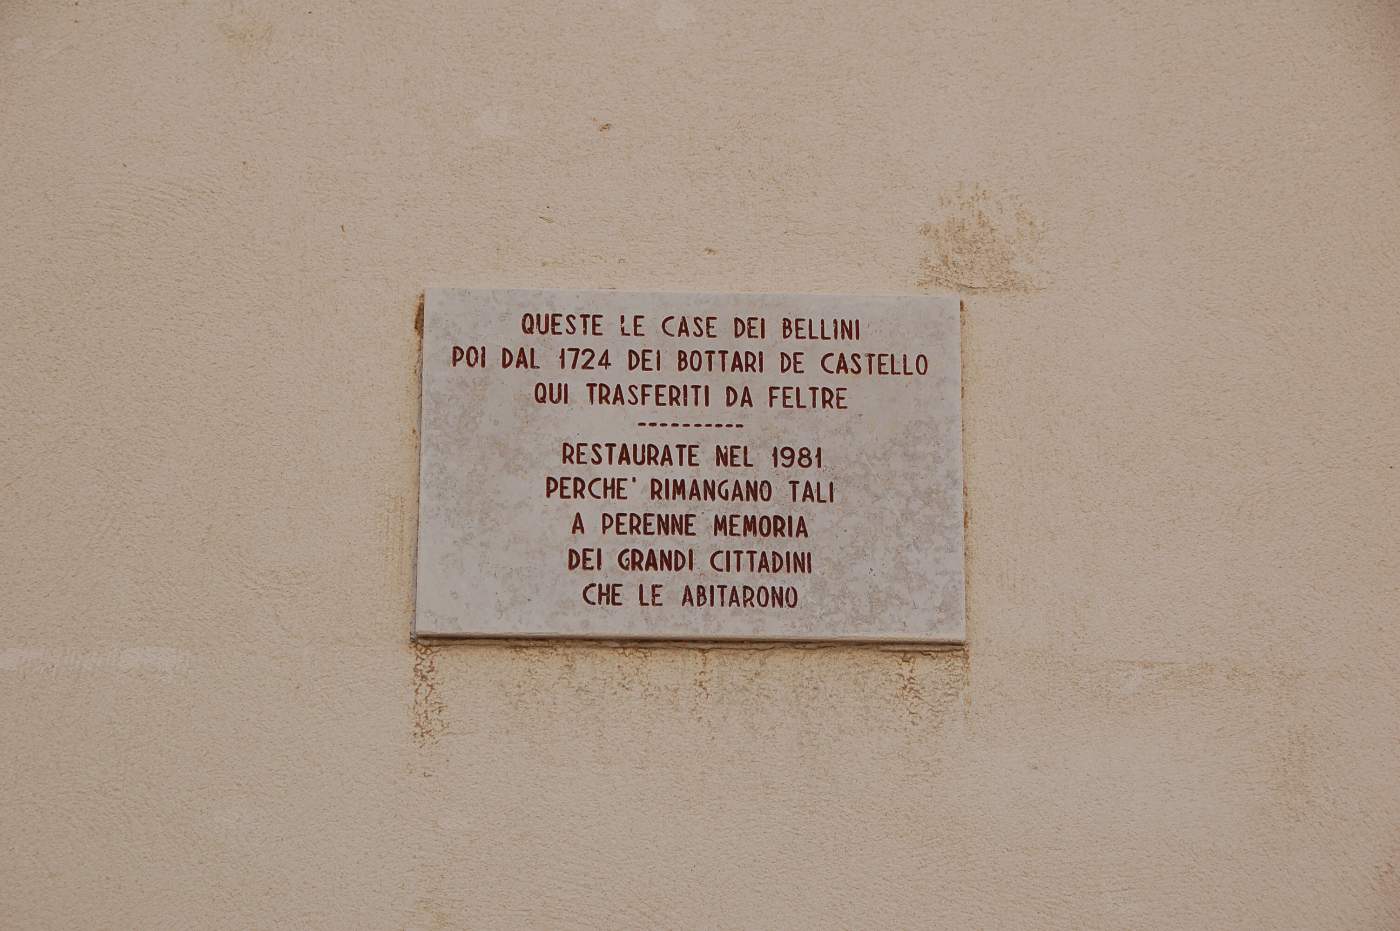 QUESTE LE CASE DEI BELLINI
POI DAL 1724 DEI BOTTARI DE CASTELLO
QUI TRASFERITI DA FELTRE
----------
RESTAURATE NEL 1981
PERCHE' RIMANGANO TALI
A PERENNE MEMORIA
DEI GRANDI CITTADINI
CHE LE ABITARONO